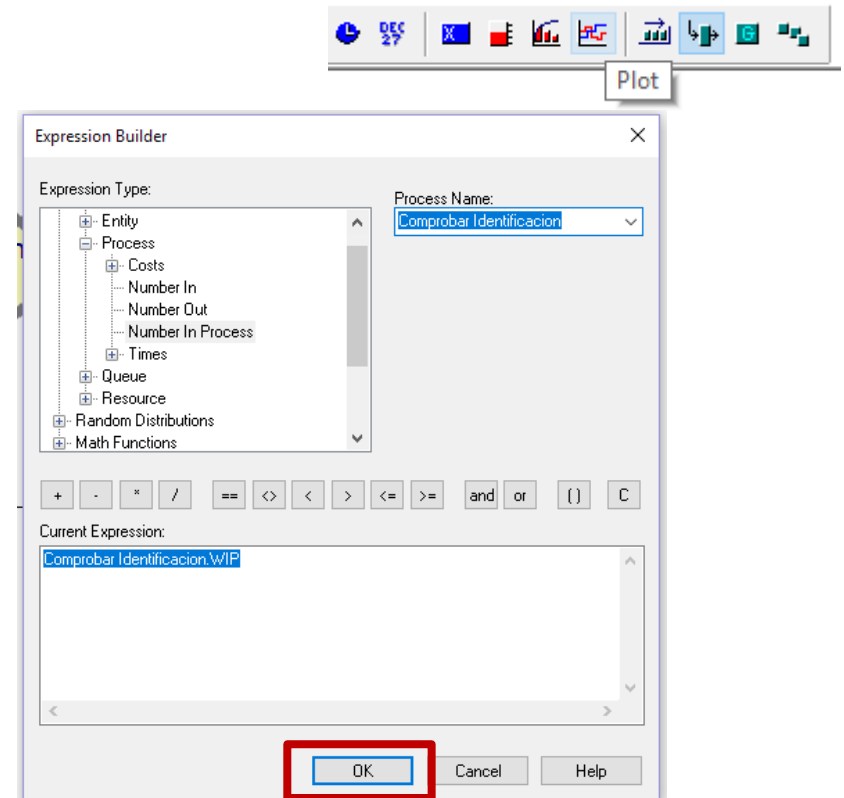 DEC
27
X
G
Plot
Expression Builder
Expression Type:
Process Name:
Entity
Process
Costs
Number In
Number Out
Number In Process
Times
Queue
Resource
Random Distributions
Math Functions
Comprobar Identificacion
+ - * / == <> < > <= >= and or () C
Current Expression:
Comprobar Identificacion.WIP
OK Cancel Help